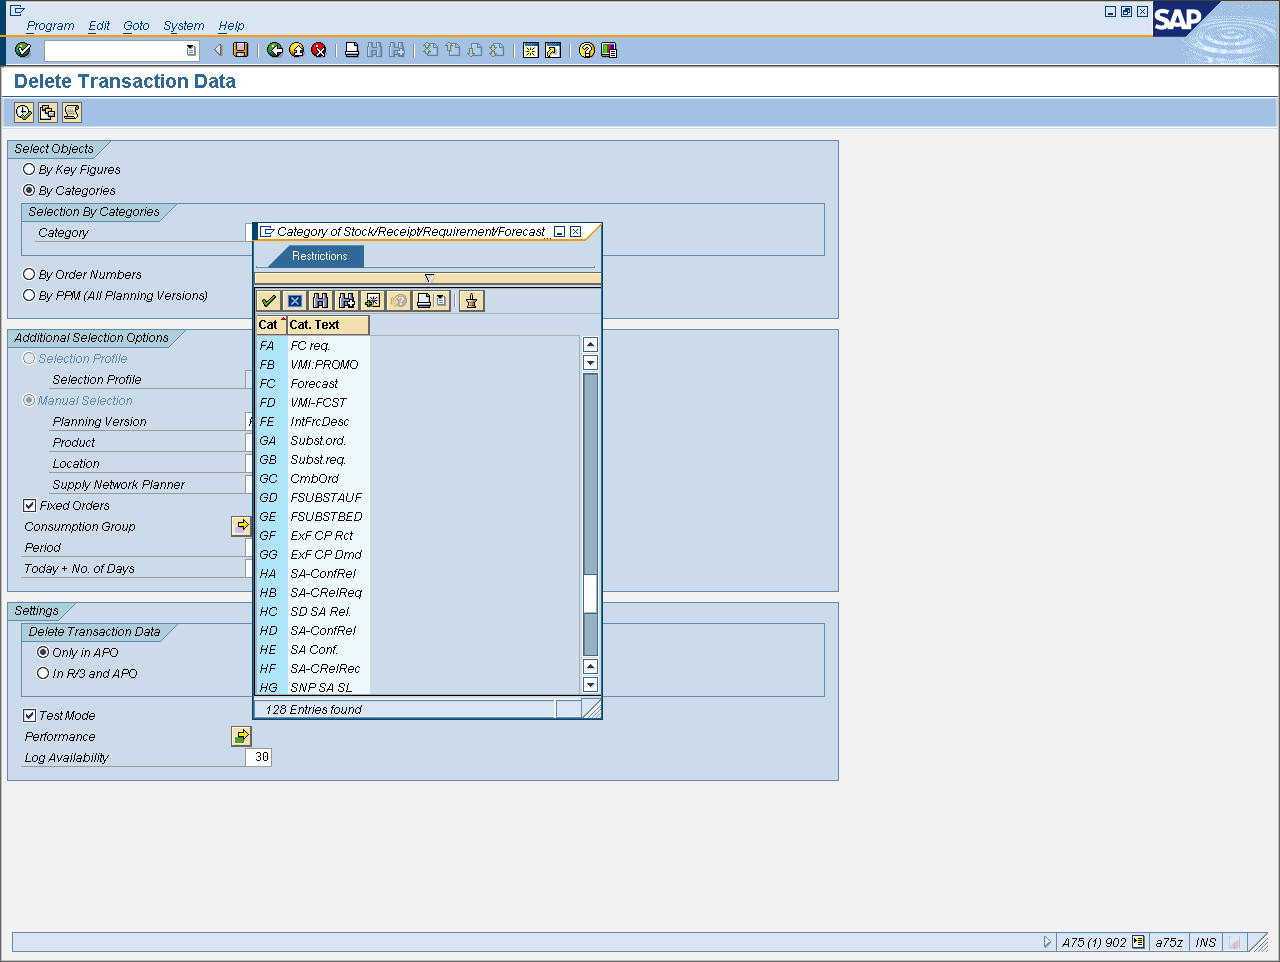 Program Edit Goto System Help
SAP
Delete Transaction Data
Select Objects
By Key Figures
By Categories
Selection By Categories
Category
By Order Numbers
By PPM (All Planning Versions)
Additional Selection Options
Selection Profile
Selection Profile
Manual Selection
Planning Version
Product
Location
Supply Network Planner
Fixed Orders
Consumption Group
Period
Today + No. of Days
Settings
Delete Transaction Data
Only in APO
In R/3 and APO
Test Mode
Performance
Log Availability 30
Category of Stock/Receipt/Requirement/Forecast...
Restrictions
Cat Cat. Text
FA FC req.
FB VMI:PROMO
FC Forecast
FD VMI-FCST
FE IntFrcDesc
GA Subst.ord.
GB Subst.req.
GC CmbOrd
GD FSUBSTAUF
GE FSUBSTBED
GF ExF CP Rct
GG ExF CP Dmd
HA SA-ConfRel
HB SA-CRelReq
HC SD SA Rel.
HD SA-ConfRel
HE SA Conf.
HF SA-CRelRec
HG SNP SA SL
128 Entries found
A75 (1) 902 a75z INS